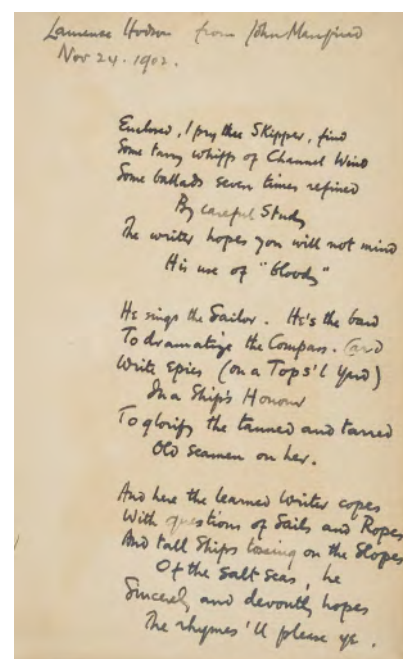 Laurence Hodson from John Masefield
Nov 24. 1902.
Enclosed, I pry thee Skipper, find
Some tarry whiffs of Channel Wind
Some ballads seven times refined
By careful Study
The writer hopes you will not mind
His use of "bloody"
He sings the Sailor. He's the bard
To dramatize the Compass. (and
Write Epics (on a Tops'l Yard)
In a Ship's Honour
To glorify the tanned and tarred
Old Seamen on her.
And here the learned Writer copes
With questions of Sails and Ropes
And tall Ships tossing on the Slopes
Of the Salt Seas, he
Sincerely and devoutly hopes
The rhymes'll please ye.